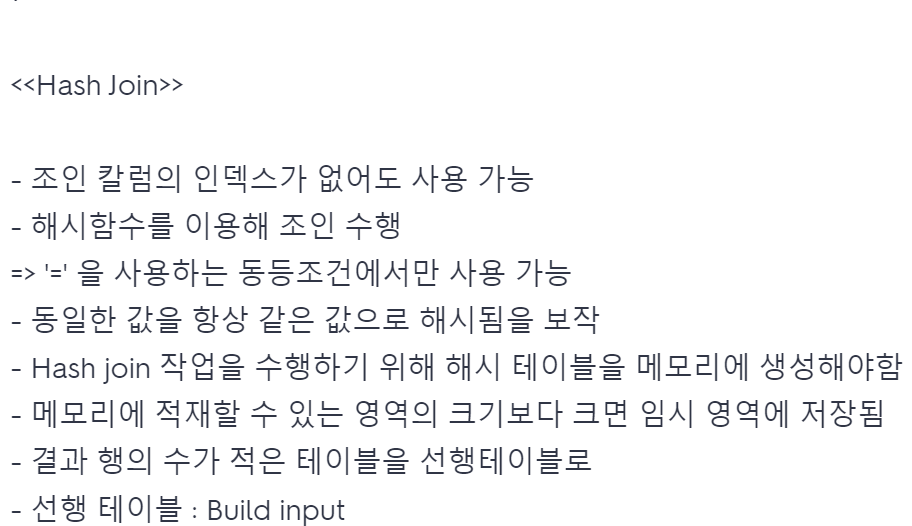 <<Hash Join>>
- 조인 칼럼의 인덱스가 없어도 사용 가능
- 해시함수를 이용해 조인 수행
=> '=' 을 사용하는 동등조건에서만 사용 가능
- 동일한 값을 항상 같은 값으로 해시됨을 보작
- Hash join 작업을 수행하기 위해 해시 테이블을 메모리에 생성해야함
- 메모리에 적재할 수 있는 영역의 크기보다 크면 임시 영역에 저장됨
- 결과 행의 수가 적은 테이블을 선행테이블로
- 선행 테이블 : Build input